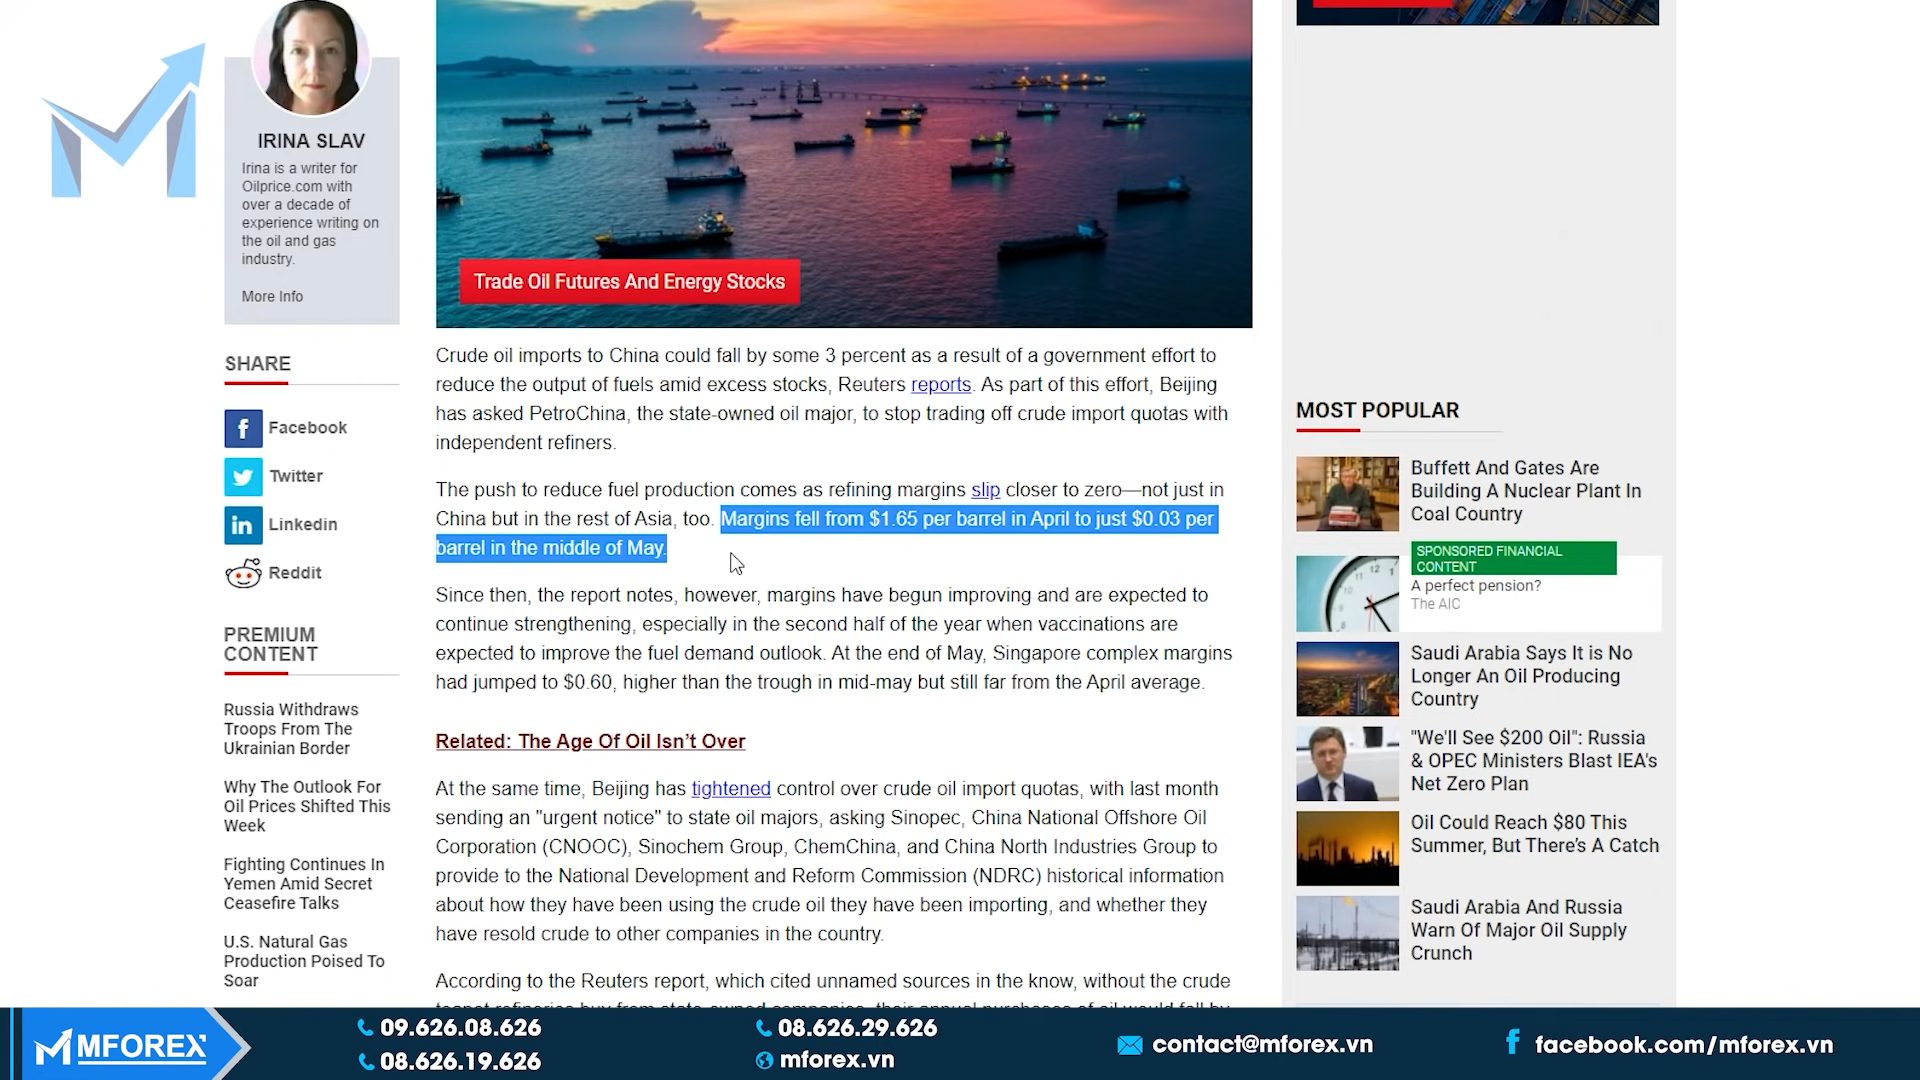 IRINA SLAV
Irina is a writer for
Oilprice.com with
over a decade of
experience writing on
the oil and gas
industry.
More Info
SHARE
Facebook
Twitter
Linkedin
Reddit
PREMIUM
CONTENT
Russia Withdraws
Troops From The
Ukrainian Border
Why The Outlook For
Oil Prices Shifted This
Week
Fighting Continues In
Yemen Amid Secret
Ceasefire Talks
U.S. Natural Gas
Production Poised To
Soar
Trade Oil Futures And Energy Stocks
Crude oil imports to China could fall by some 3 percent as a result of a government effort to
reduce the output of fuels amid excess stocks, Reuters reports. As part of this effort, Beijing
has asked PetroChina, the state-owned oil major, to stop trading off crude import quotas with
independent refiners.
The push to reduce fuel production comes as refining margins slip closer to zero—not just in
China but in the rest of Asia, too. Margins fell from $1.65 per barrel in April to just $0.03 per
barrel in the middle of May.
Since then, the report notes, however, margins have begun improving and are expected to
continue strengthening, especially in the second half of the year when vaccinations are
expected to improve the fuel demand outlook. At the end of May, Singapore complex margins
had jumped to $0.60, higher than the trough in mid-may but still far from the April average.
Related: The Age Of Oil Isn’t Over
At the same time, Beijing has tightened control over crude oil import quotas, with last month
sending an "urgent notice" to state oil majors, asking Sinopec, China National Offshore Oil
Corporation (CNOOC), Sinochem Group, ChemChina, and China North Industries Group to
provide to the National Development and Reform Commission (NDRC) historical information
about how they have been using the crude oil they have been importing, and whether they
have resold crude to other companies in the country.
According to the Reuters report, which cited unnamed sources in the know, without the crude
MOST POPULAR
Buffett And Gates Are
Building A Nuclear Plant In
Coal Country
SPONSORED FINANCIAL
CONTENT
A perfect pension?
The AIC
Saudi Arabia Says It is No
Longer An Oil Producing
Country
"We'll See $200 Oil": Russia
& OPEC Ministers Blast IEA's
Net Zero Plan
Oil Could Reach $80 This
Summer, But There’s A Catch
Saudi Arabia And Russia
Warn Of Major Oil Supply
Crunch
MFOREX
09.626.08.626
08.626.19.626
08.626.29.626
mforex.vn
contact@mforex.vn
facebook.com/mforex.vn